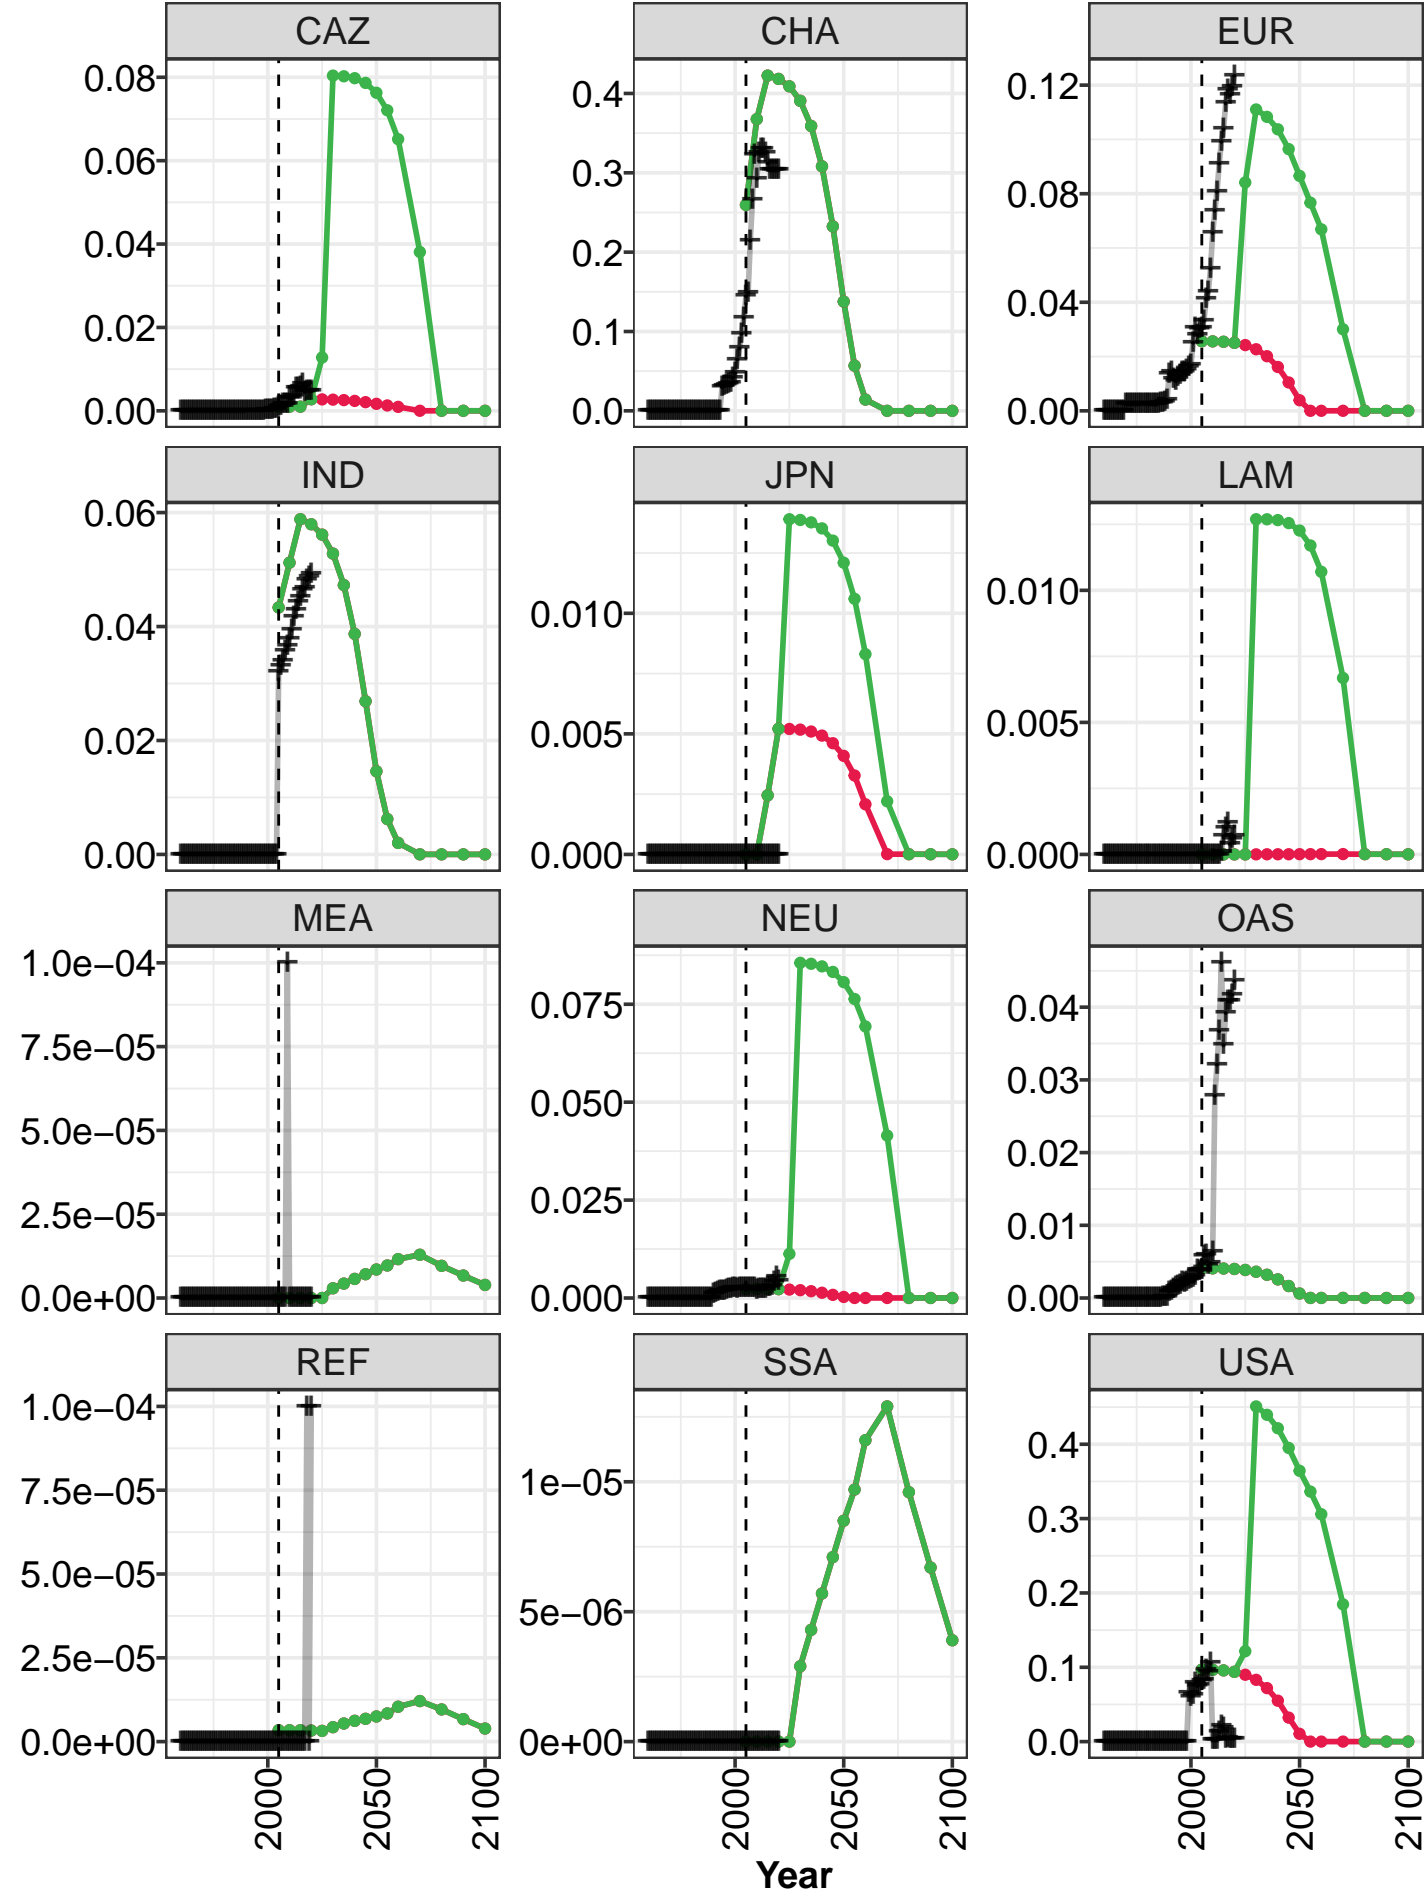 CAZ CHA EUR
0.08 0.4 0.12
0.06 0.3 0.08
0.04 0.2 0.04
0.02 0.1
0.00 0.0 0.00
IND JPN LAM
0.06
0.04 0.010 0.010
0.02 0.005 0.005
0.00 0.000 0.000
MEA NEU OAS
1.0e−04 0.075 0.04
7.5e−05 0.050 0.03
5.0e−05 0.025 0.02
2.5e−05 0.01
0.0e+00 0.000 0.00
REF SSA USA
1.0e−04 1e−05 0.4
7.5e−05 5e−06 0.3
5.0e−05 0.2
2.5e−05 0.1
0.0e+00 0e+00 0.0
2000 2050 2100 2000 2050 2100 2000 2050 2100
Year